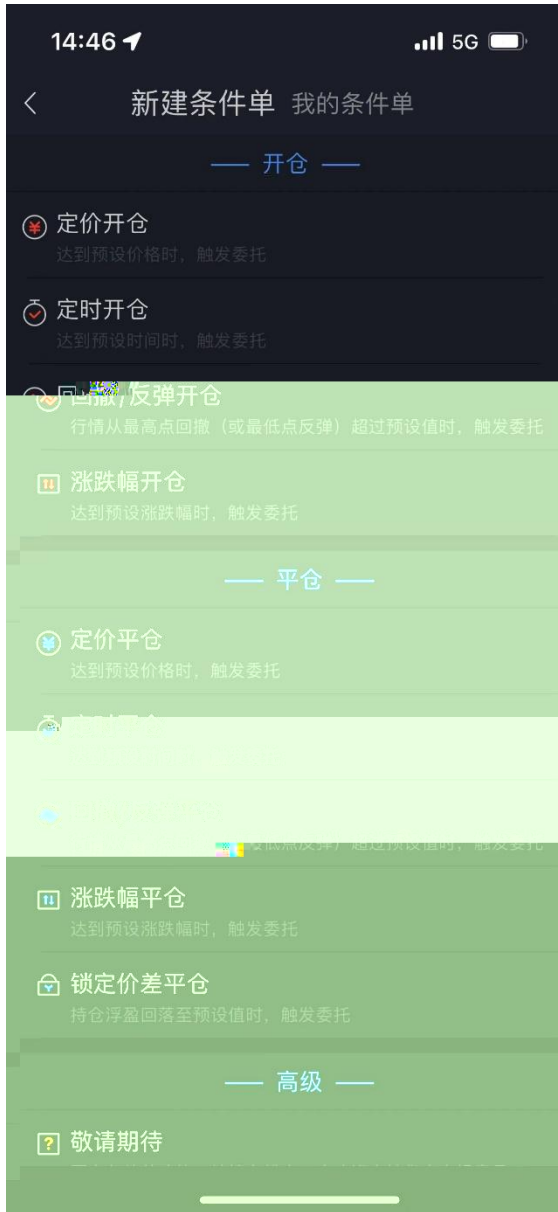 14:46 5G
新建条件单 我的条件单
开仓
定价开仓
达到预设价格时，触发委托
定时开仓
达到预设时间时，触发委托
回撤/反弹开仓
行情从最高点回撤（或最低点反弹）超过预设值时，触发委托
涨跌幅开仓
达到预设涨跌幅时，触发委托
平仓
定价平仓
达到预设价格时，触发委托
最低点反弹）超过预设值时，触发委托
涨跌幅平仓
达到预设涨跌幅时，触发委托
锁定价差平仓
持仓浮盈回落至预设值时，触发委托
高级
敬请期待